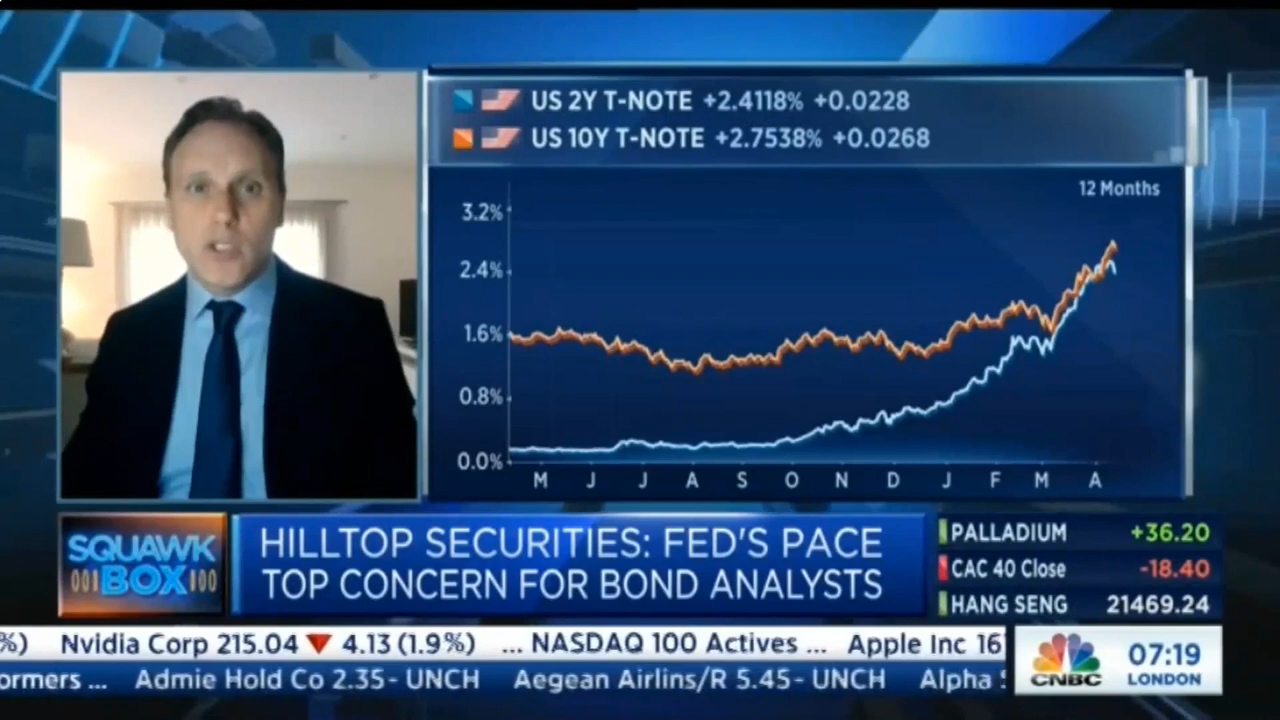 US 2Y T-NOTE +2.4118% +0.0228
US 10Y T-NOTE +2.7538% +0.0268
12 Months
3.2%
2.4%
1.6%
0.8%
0.0%
M J J A S O N D J F M A
SQUAWK
BOX
HILLTOP SECURITIES: FED'S PACE
TOP CONCERN FOR BOND ANALYSTS
PALLADIUM +36.20
CAC 40 Close -18.40
HANG SENG 21469.24
%) Nvidia Corp 215.04 ▼ 4.13 (1.9%) ... NASDAQ 100 Actives ... Apple Inc 16
ormers ... Admie Hold Co 2.35- UNCH Aegean Airlins/R 5.45- UNCH Alpha
CNBC
07:19
LONDON